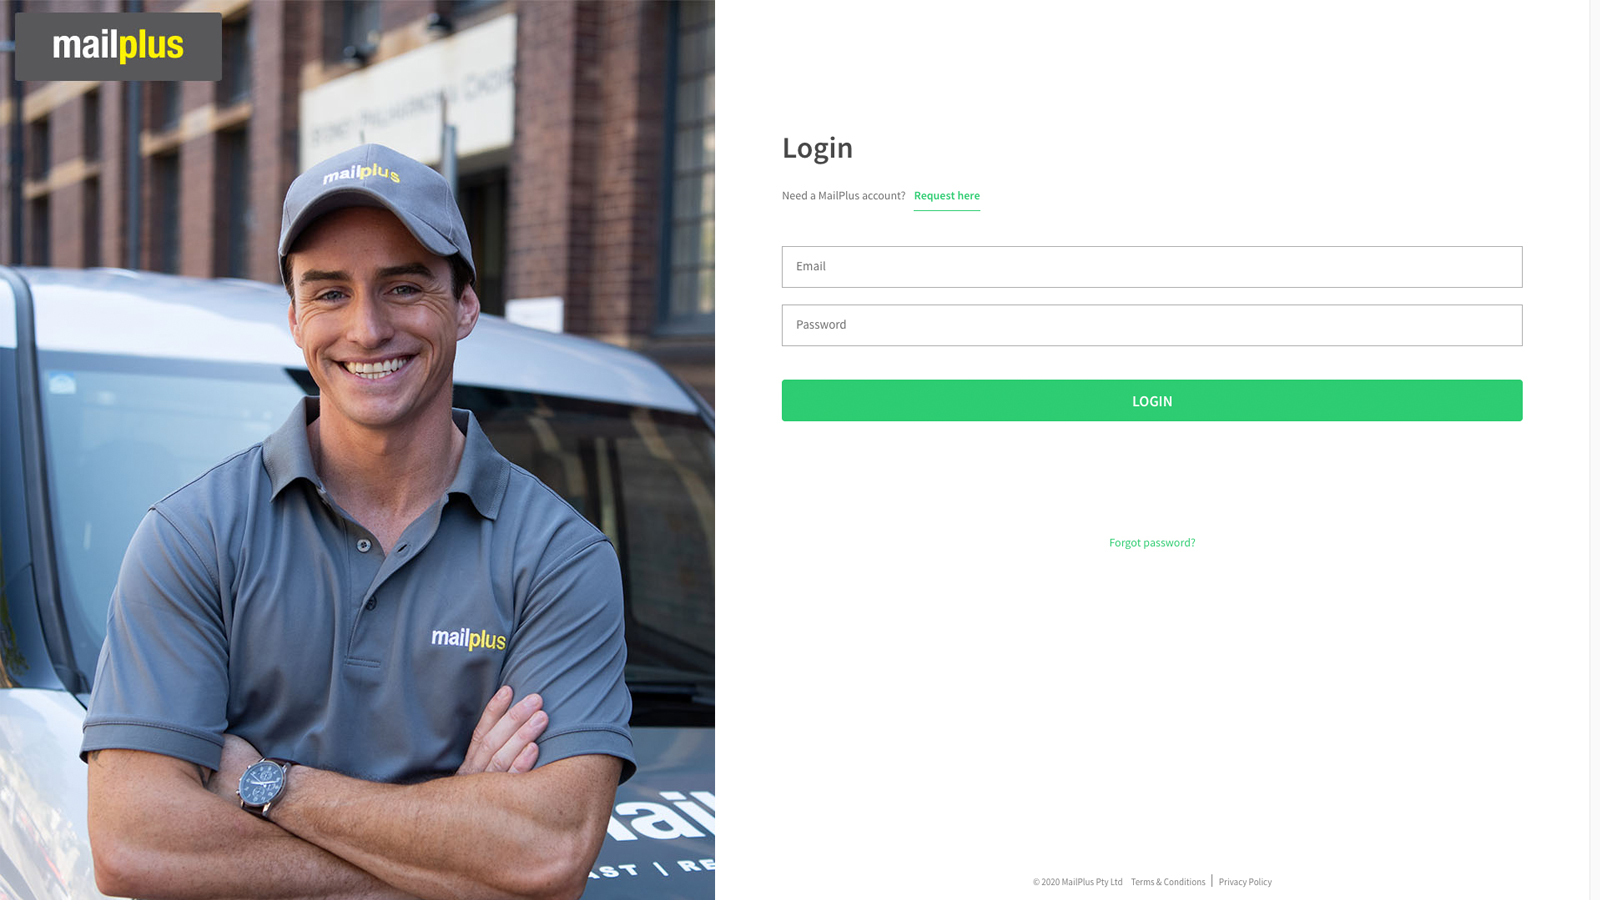 mailplus
mailplus
mailplus
Login
Need a MailPlus account? Request here
Email
Password
LOGIN
Forgot password?
© 2020 MailPlus Pty Ltd Terms & Conditions | Privacy Policy